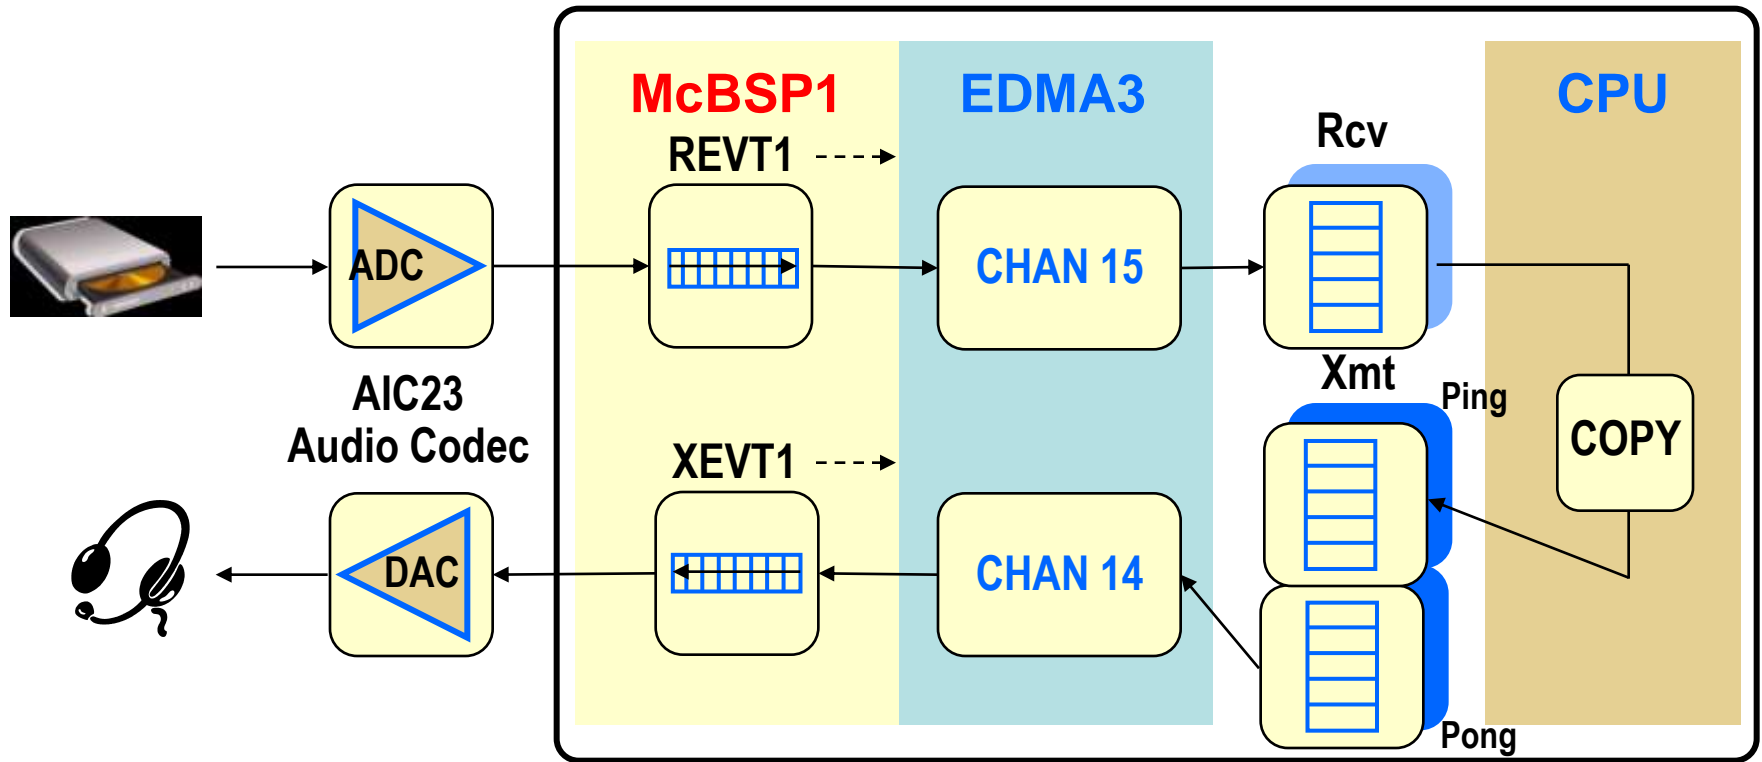 McBSP1
EDMA3
CPU
REVT1
Rcv
ADC
CHAN 15
AIC23
Audio Codec
Xmt
Ping
COPY
XEVT1
DAC
CHAN 14
Pong